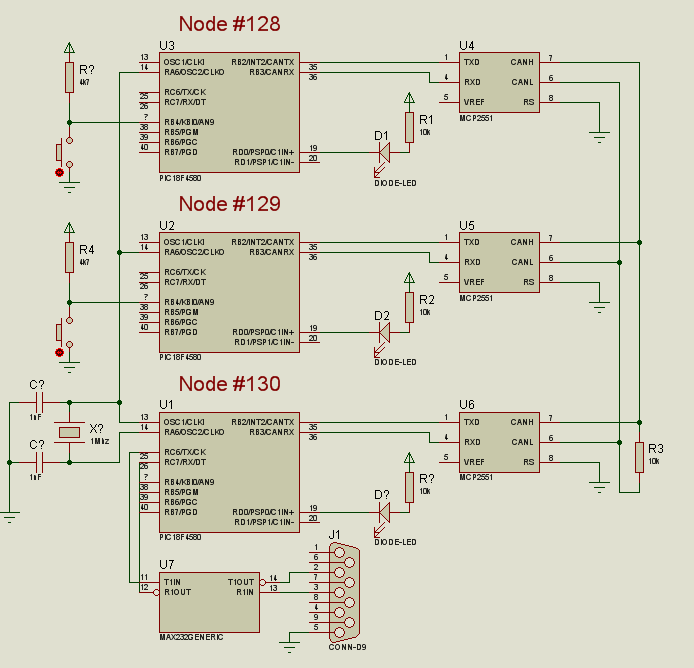 Node #128
U3
13 OSC1/CLKI RB2/INT2/CANTX 35
14 RA6/OSC2/CLKO RB3/CANRX 36
25 RC6/TX/CK
26 RC7/RX/DT
? RB4/KBI0/AN9
38 RB5/PGM
39 RB6/PGC
40 RB7/PGD RD0/PSP0/C1IN+ 19
RD1/PSP1/C1IN- 20
PIC18F4580
R?
4k7
U4
1 TXD CANH 7
4 RXD CANL 6
5 VREF RS 8
MCP2551
R1
10k
D1
DIODE-LED
Node #129
U2
13 OSC1/CLKI RB2/INT2/CANTX 35
14 RA6/OSC2/CLKO RB3/CANRX 36
25 RC6/TX/CK
26 RC7/RX/DT
? RB4/KBI0/AN9
38 RB5/PGM
39 RB6/PGC
40 RB7/PGD RD0/PSP0/C1IN+ 19
RD1/PSP1/C1IN- 20
PIC18F4580
R4
4k7
U5
1 TXD CANH 7
4 RXD CANL 6
5 VREF RS 8
MCP2551
R2
10k
D2
DIODE-LED
Node #130
U1
13 OSC1/CLKI RB2/INT2/CANTX 35
14 RA6/OSC2/CLKO RB3/CANRX 36
25 RC6/TX/CK
26 RC7/RX/DT
? RB4/KBI0/AN9
38 RB5/PGM
39 RB6/PGC
40 RB7/PGD RD0/PSP0/C1IN+ 19
RD1/PSP1/C1IN- 20
PIC18F4580
C?
1nF
X?
1Mhz
C?
1nF
U6
1 TXD CANH 7
4 RXD CANL 6
5 VREF RS 8
MCP2551
R3
10k
R?
10k
D?
DIODE-LED
U7
11 T1IN T1OUT 14
12 R1OUT R1IN 13
MAX232GENERIC
J1
1
6
2
7
3
8
4
9
5
CONN-D9